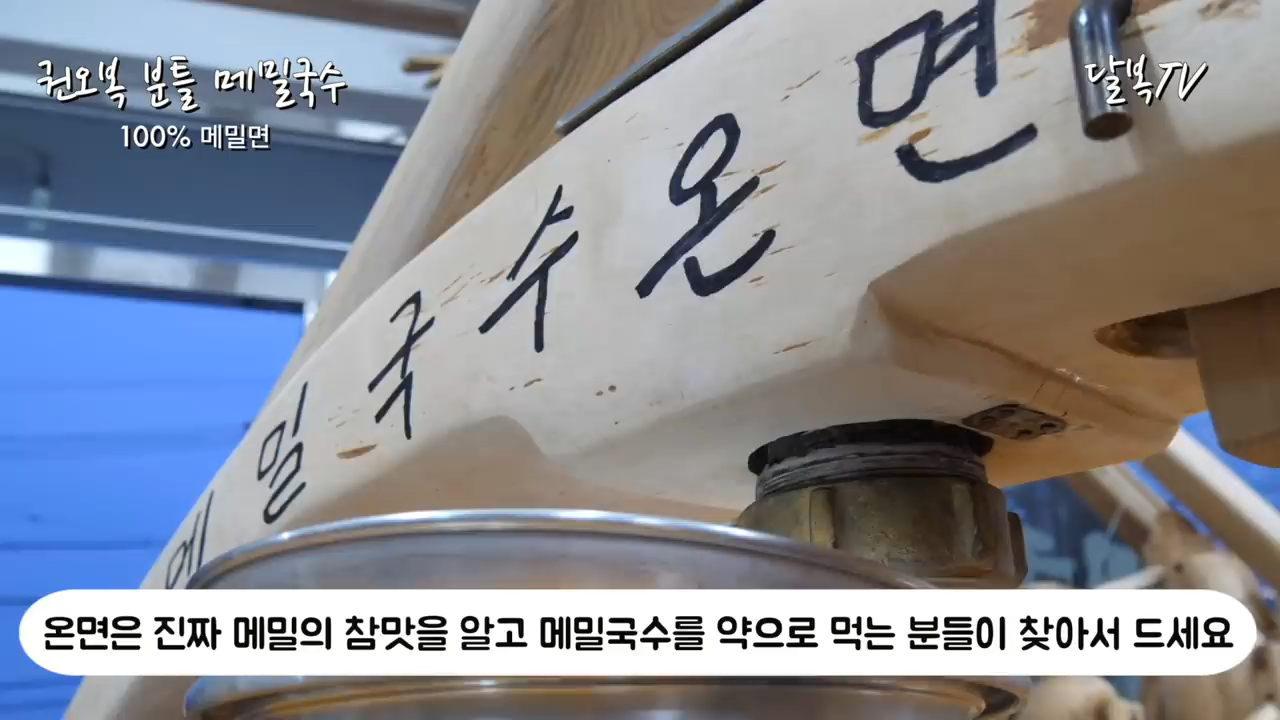 권오복 분틀 메밀국수
100% 메밀면
달복TV
메밀국수온면
온면은 진짜 메밀의 참맛을 알고 메밀국수를 약으로 먹는 분들이 찾아서 드세요